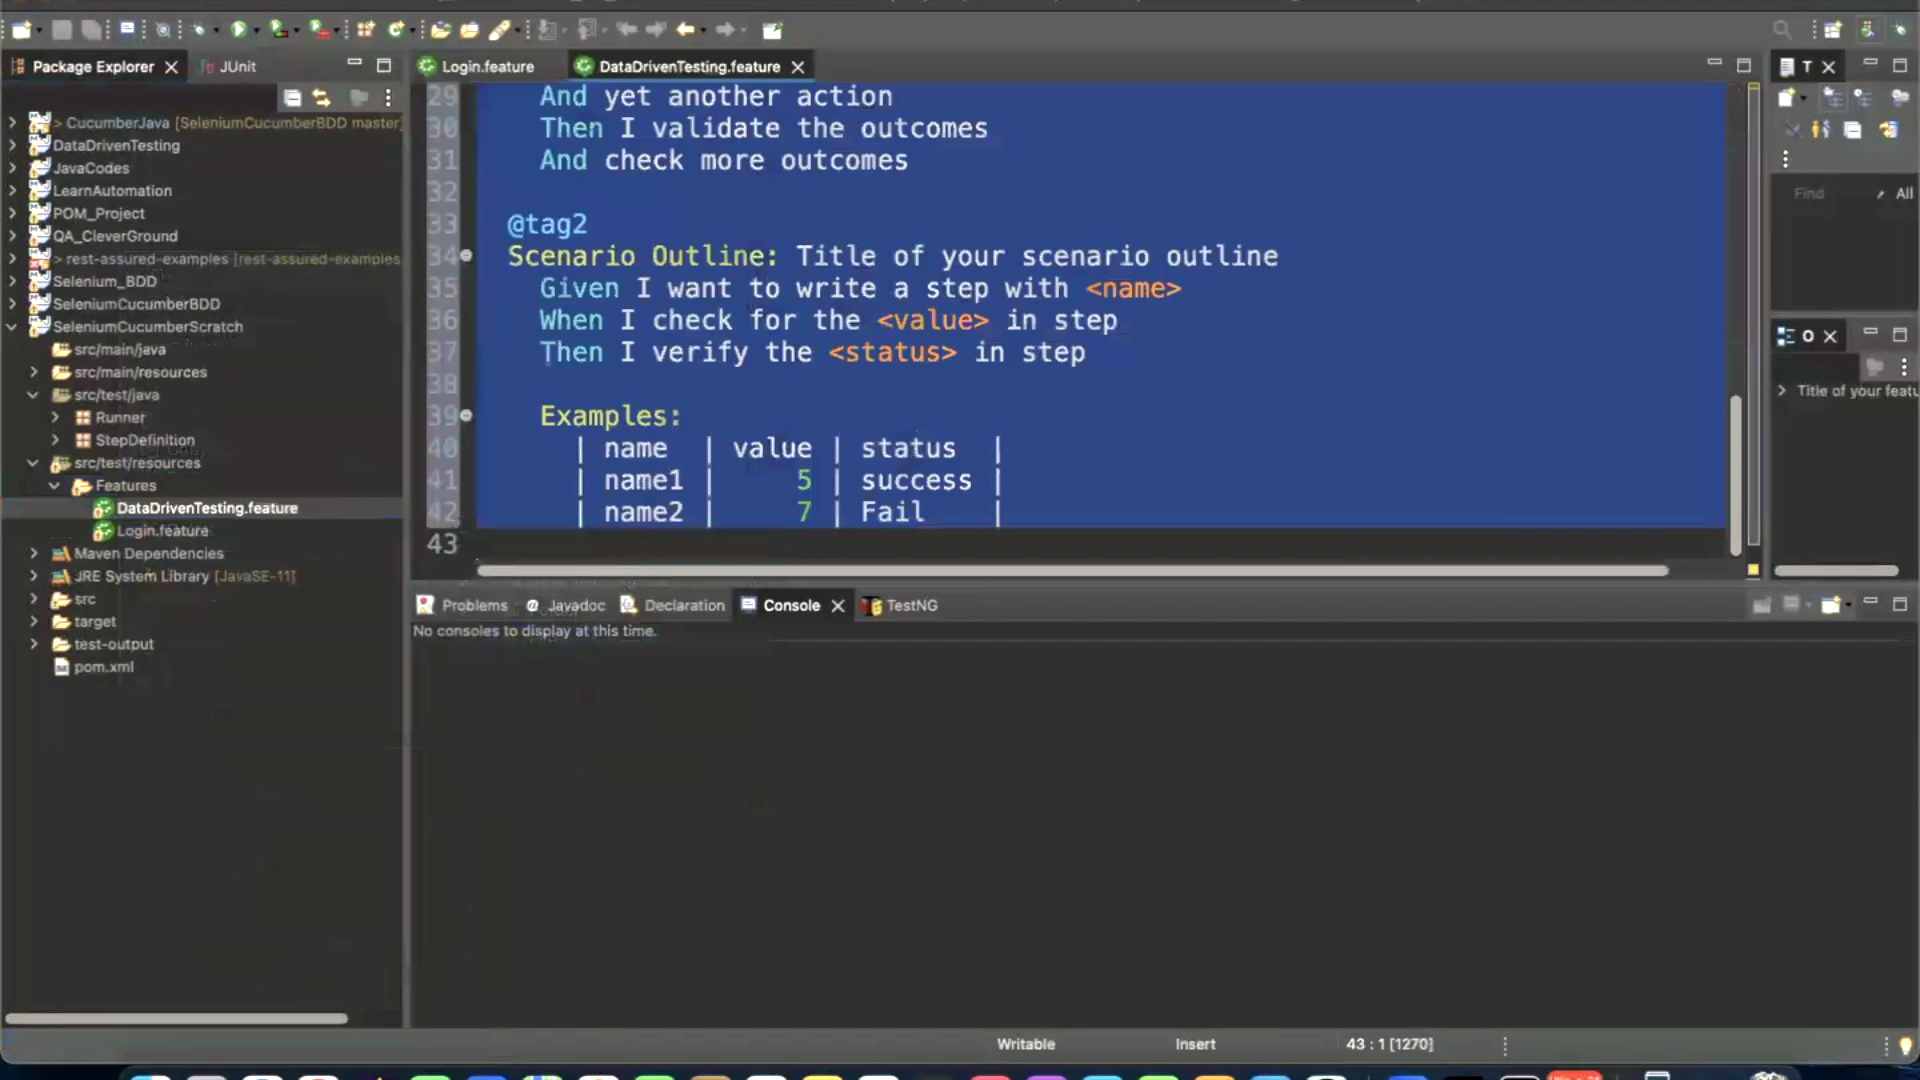 Package Explorer
JUnit
> CucumberJava [SeleniumCucumberBDD master]
DataDrivenTesting
JavaCodes
LearnAutomation
POM_Project
QA_CleverGround
> rest-assured-examples [rest-assured-examples
Selenium_BDD
SeleniumCucumberBDD
SeleniumCucumberScratch
src/main/java
src/main/resources
src/test/java
Runner
StepDefinition
src/test/resources
Features
DataDrivenTesting.feature
Login.feature
Maven Dependencies
JRE System Library [JavaSE-11]
src
target
test-output
pom.xml
Login.feature
DataDrivenTesting.feature
29 And yet another action
30 Then I validate the outcomes
31 And check more outcomes
32
33 @tag2
34 Scenario Outline: Title of your scenario outline
35 Given I want to write a step with <name>
36 When I check for the <value> in step
37 Then I verify the <status> in step
38
39 Examples:
40 | name | value | status |
41 | name1 | 5 | success |
42 | name2 | 7 | Fail |
43
T
Find
All
O
Title of your featu
Problems
@ Javadoc
Declaration
Console
TestNG
No consoles to display at this time.
Writable
Insert
43 : 1 [1270]